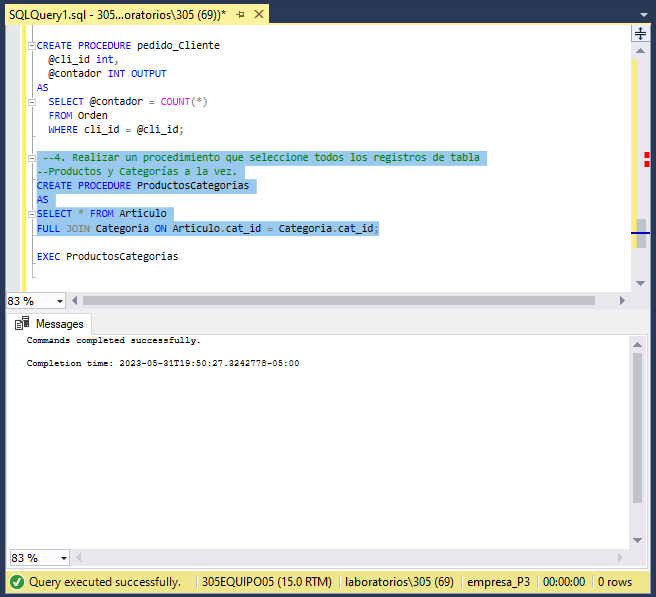 SQLQuery1.sql - 305...oratorios\305 (69))*
CREATE PROCEDURE pedido_Cliente
@cli_id int,
@contador INT OUTPUT
AS
SELECT @contador = COUNT(*)
FROM Orden
WHERE cli_id = @cli_id;
--4. Realizar un procedimiento que seleccione todos los registros de tabla
--Productos y Categorías a la vez.
CREATE PROCEDURE ProductosCategorias
AS
SELECT * FROM Articulo
FULL JOIN Categoria ON Articulo.cat_id = Categoria.cat_id;
EXEC ProductosCategorias
83 %
Messages
Commands completed successfully.
Completion time: 2023-05-31T19:50:27.3242778-05:00
83 %
Query executed successfully.
305EQUIPO05 (15.0 RTM)
laboratorios\305 (69)
empresa_P3
00:00:00
0 rows